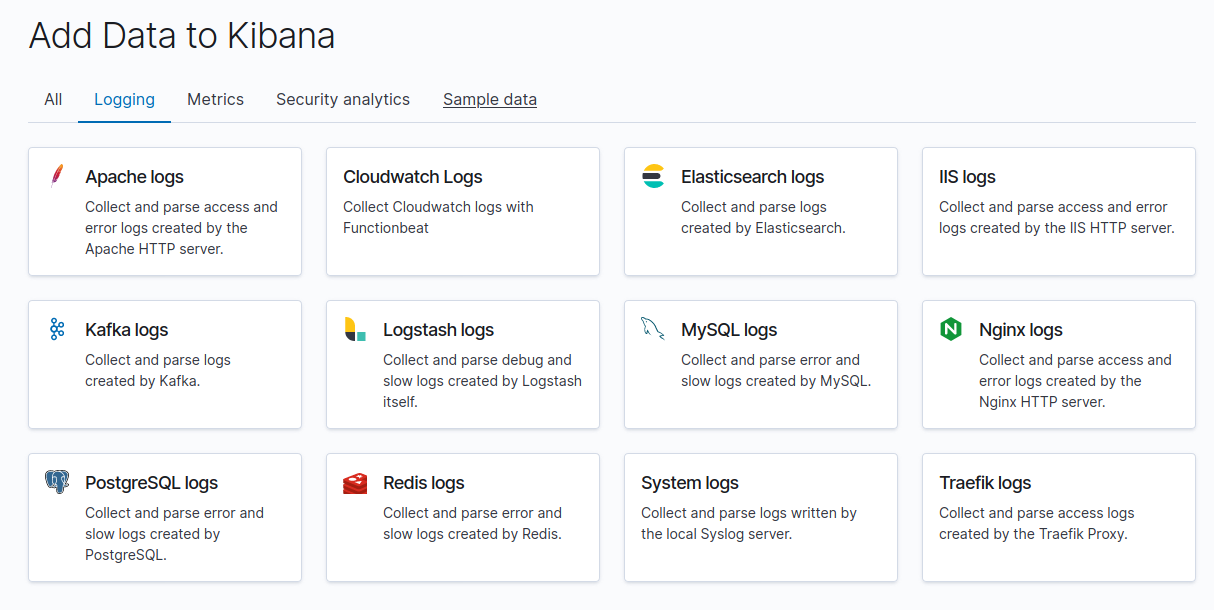 Add Data to Kibana
All Logging Metrics Security analytics Sample data
Apache logs
Collect and parse access and
error logs created by the
Apache HTTP server.
Cloudwatch Logs
Collect Cloudwatch logs with
Functionbeat
Elasticsearch logs
Collect and parse logs
created by Elasticsearch.
IIS logs
Collect and parse access and error
logs created by the IIS HTTP server.
Kafka logs
Collect and parse logs
created by Kafka.
Logstash logs
Collect and parse debug and
slow logs created by Logstash
itself.
MySQL logs
Collect and parse error and
slow logs created by MySQL.
Nginx logs
Collect and parse access and
error logs created by the
Nginx HTTP server.
PostgreSQL logs
Collect and parse error and
slow logs created by
PostgreSQL.
Redis logs
Collect and parse error and
slow logs created by Redis.
System logs
Collect and parse logs written by
the local Syslog server.
Traefik logs
Collect and parse access logs
created by the Traefik Proxy.